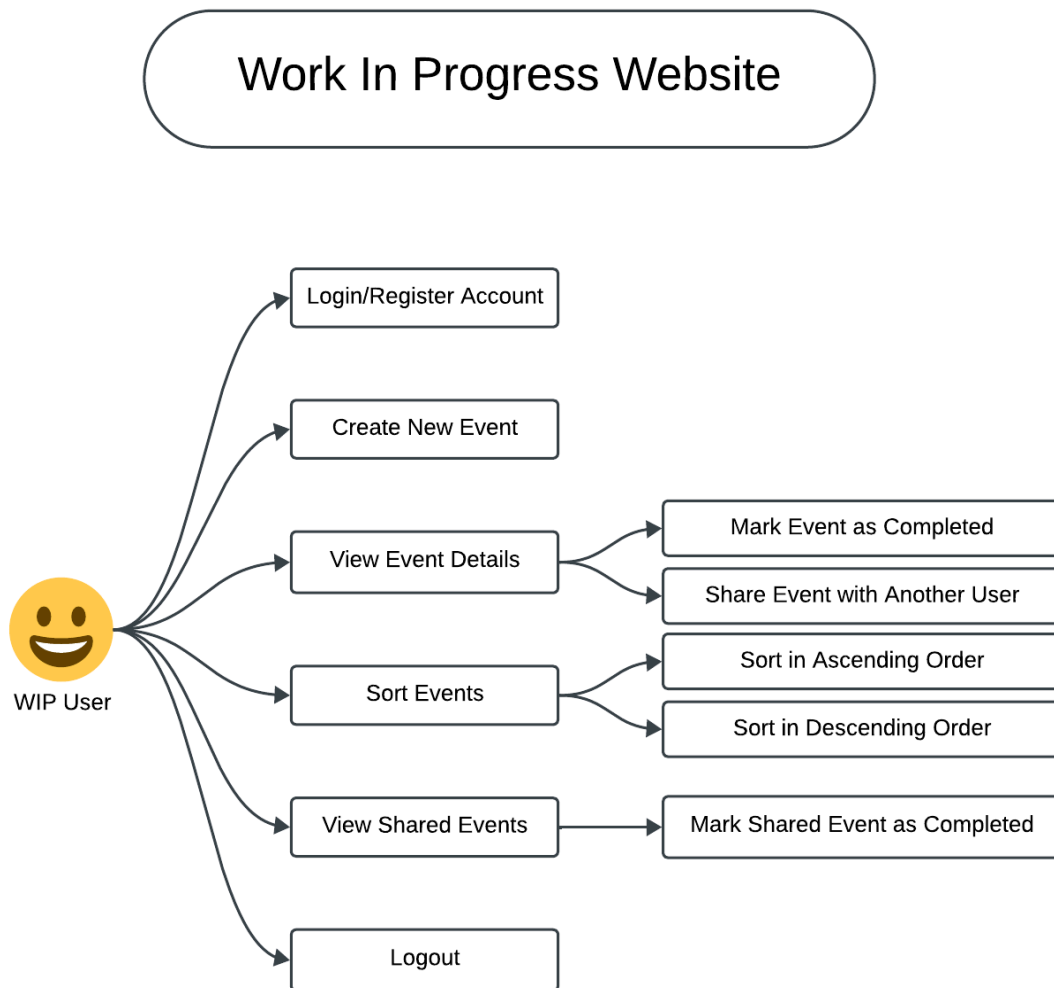 Work In Progress Website
Login/Register Account
Create New Event
View Event Details
Mark Event as Completed
Share Event with Another User
Sort Events
Sort in Ascending Order
Sort in Descending Order
WIP User
View Shared Events
Mark Shared Event as Completed
Logout